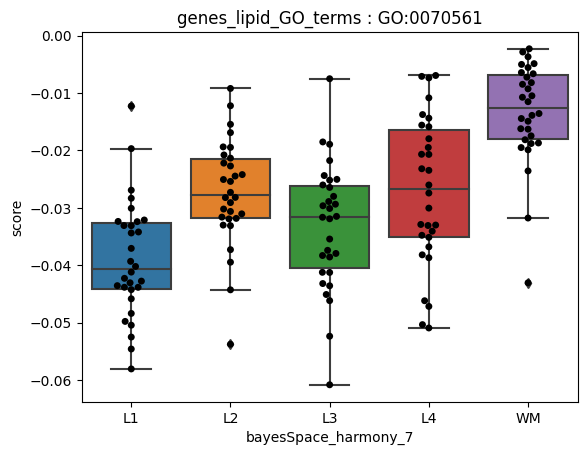 genes_lipid_GO_terms : GO:0070561
0.00
−0.01
−0.02
−0.03
−0.04
−0.05
−0.06
score
L1 L2 L3 L4 WM
bayesSpace_harmony_7